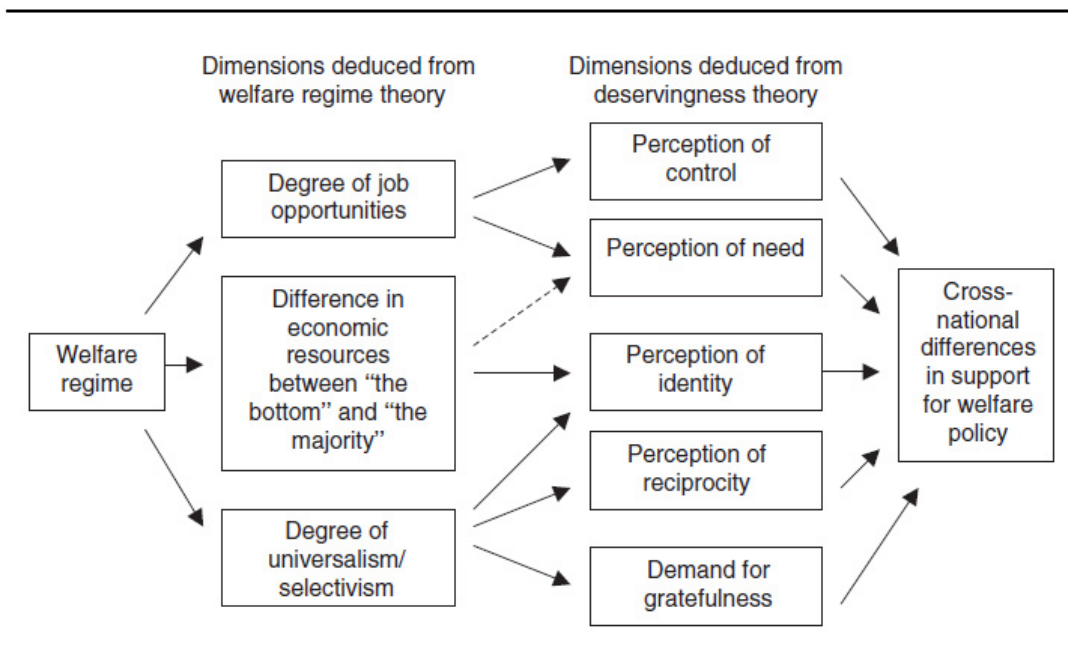 Dimensions deduced from
welfare regime theory
Dimensions deduced from
deservingness theory
Welfare
regime
Degree of job
opportunities
Difference in
economic
resources
between “the
bottom” and “the
majority”
Degree of
universalism/
selectivism
Perception of
control
Perception of need
Perception of
identity
Perception of
reciprocity
Demand for
gratefulness
Cross-
national
differences
in support
for welfare
policy